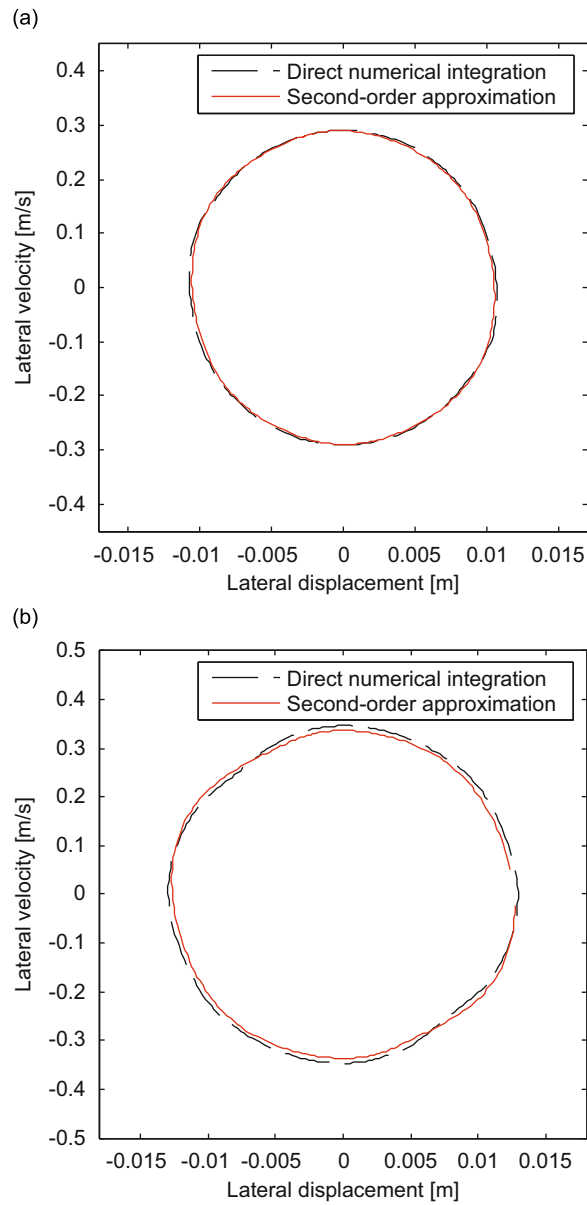 (a)
0.4
0.3
0.2
0.1
0
-0.1
-0.2
-0.3
-0.4
Lateral velocity [m/s]
Direct numerical integration
Second-order approximation
-0.015 -0.01 -0.005 0 0.005 0.01 0.015
Lateral displacement [m]
(b)
0.5
0.4
0.3
0.2
0.1
0
-0.1
-0.2
-0.3
-0.4
-0.5
Lateral velocity [m/s]
Direct numerical integration
Second-order approximation
-0.015 -0.01 -0.005 0 0.005 0.01 0.015
Lateral displacement [m]